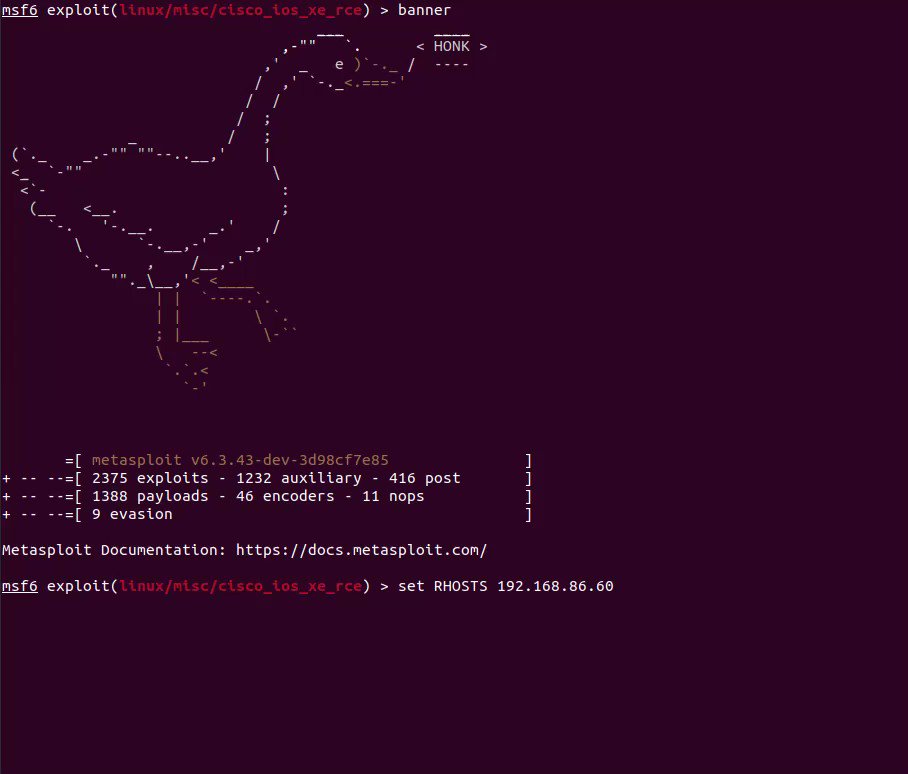 msf6 exploit(linux/misc/cisco_ios_xe_rce) > banner
< HONK >
=[ metasploit v6.3.43-dev-3d98cf7e85 ]
+ -- --=[ 2375 exploits - 1232 auxiliary - 416 post ]
+ -- --=[ 1388 payloads - 46 encoders - 11 nops ]
+ -- --=[ 9 evasion ]
Metasploit Documentation: https://docs.metasploit.com/
msf6 exploit(linux/misc/cisco_ios_xe_rce) > set RHOSTS 192.168.86.60